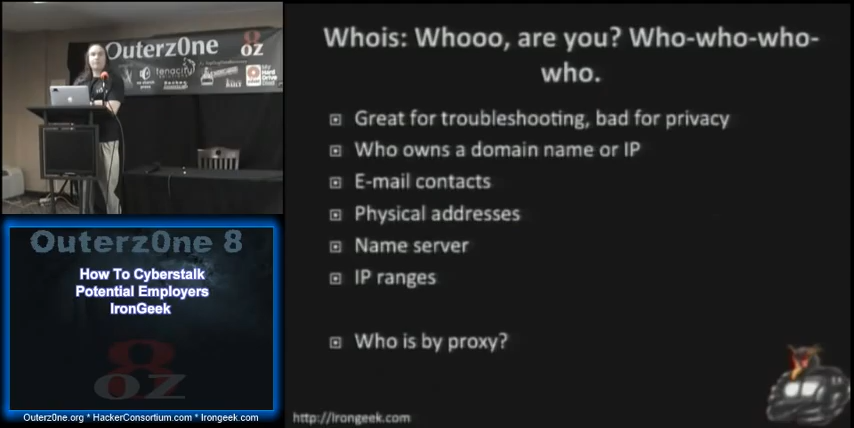 Outerz0ne 8
OZ
tenacity
Whois: Whooo, are you? Who-who-who-
who.
Great for troubleshooting, bad for privacy
Who owns a domain name or IP
E-mail contacts
Physical addresses
Name server
IP ranges
Who is by proxy?
http://Irongeek.com
Outerz0ne 8
How To Cyberstalk
Potential Employers
IronGeek
8
OZ
Outerz0ne.org * HackerConsortium.com * Irongeek.com